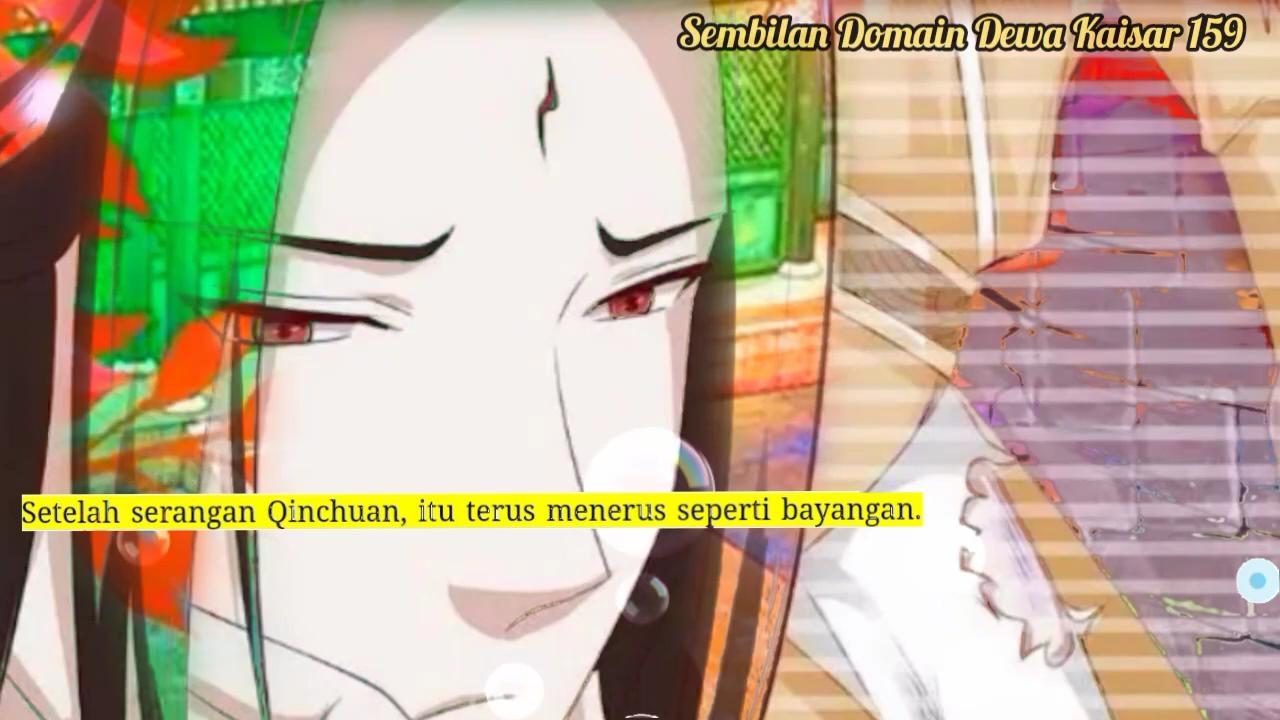 Sembilan Domain Dewa Kaisar 159
Setelah serangan Qinchuan, itu terus menerus seperti bayangan.